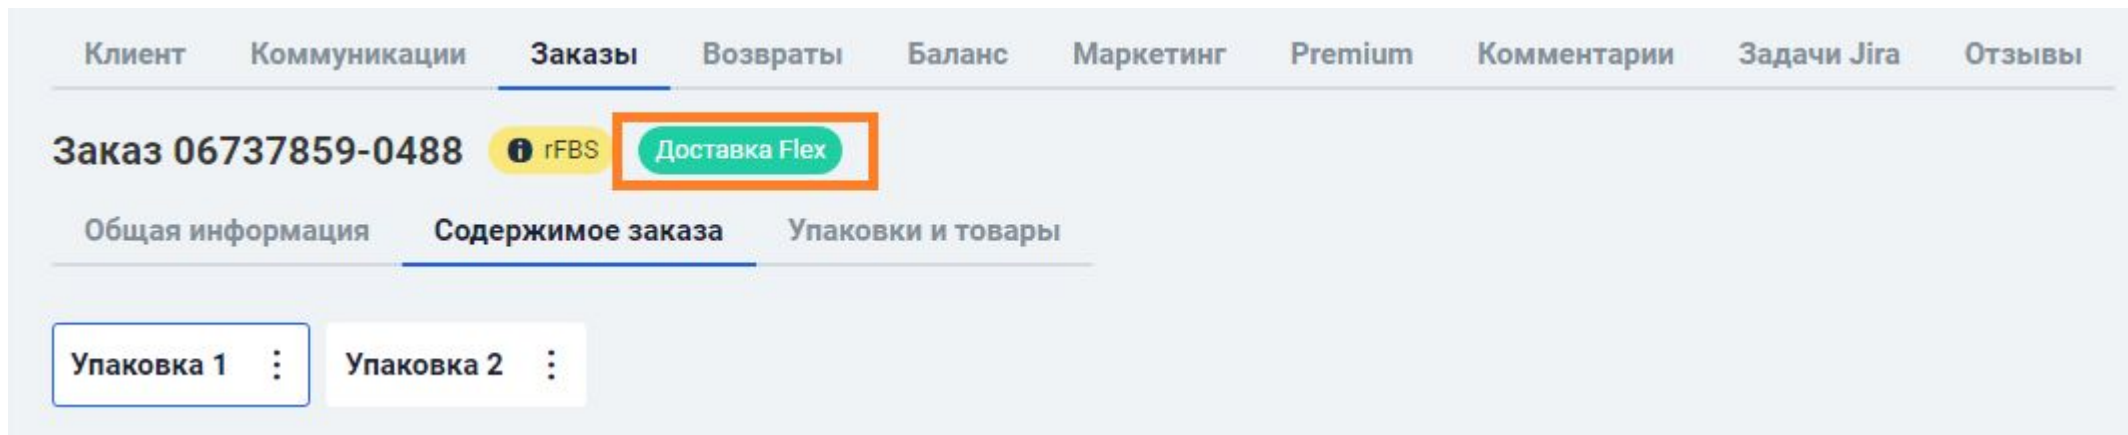 Клиент Коммуникации Заказы Возвраты Баланс Маркетинг Premium Комментарии Задачи Jira Отзывы
Заказ 06737859-0488 rFBS Доставка Flex
Общая информация Содержимое заказа Упаковки и товары
Упаковка 1 Упаковка 2